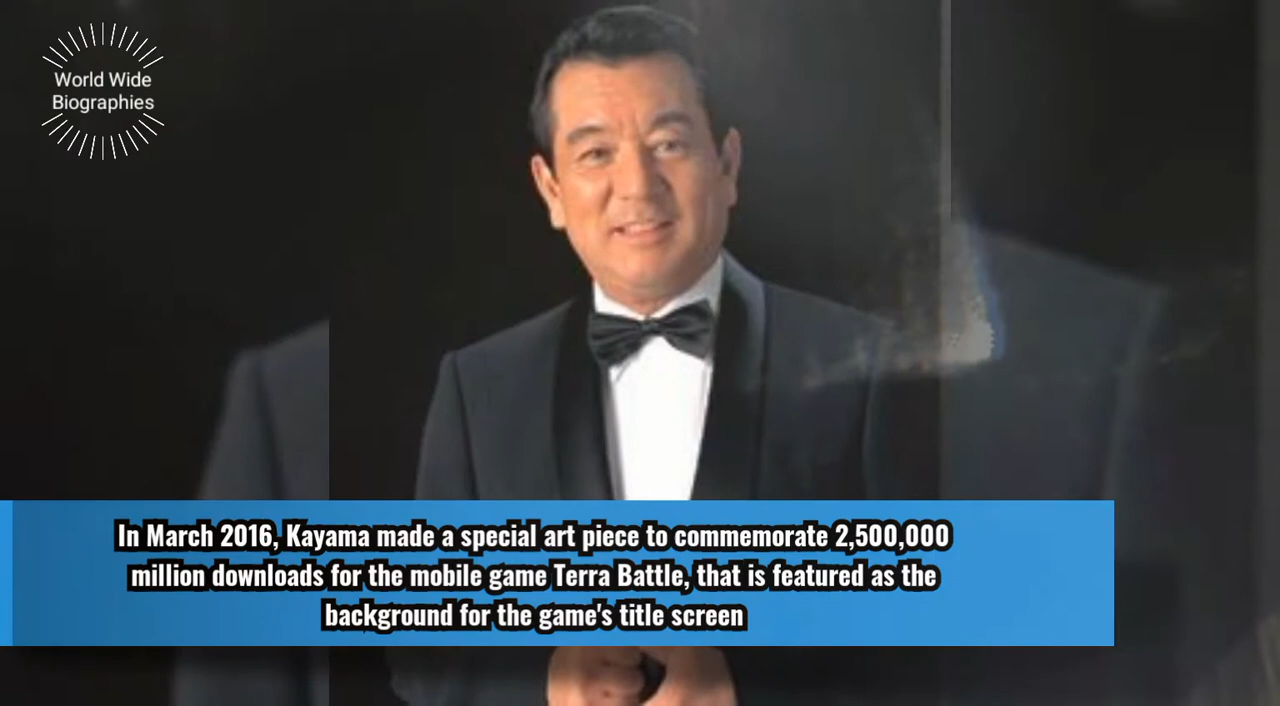 World Wide
Biographies
In March 2016, Kayama made a special art piece to commemorate 2,500,000
million downloads for the mobile game Terra Battle, that is featured as the
background for the game's title screen